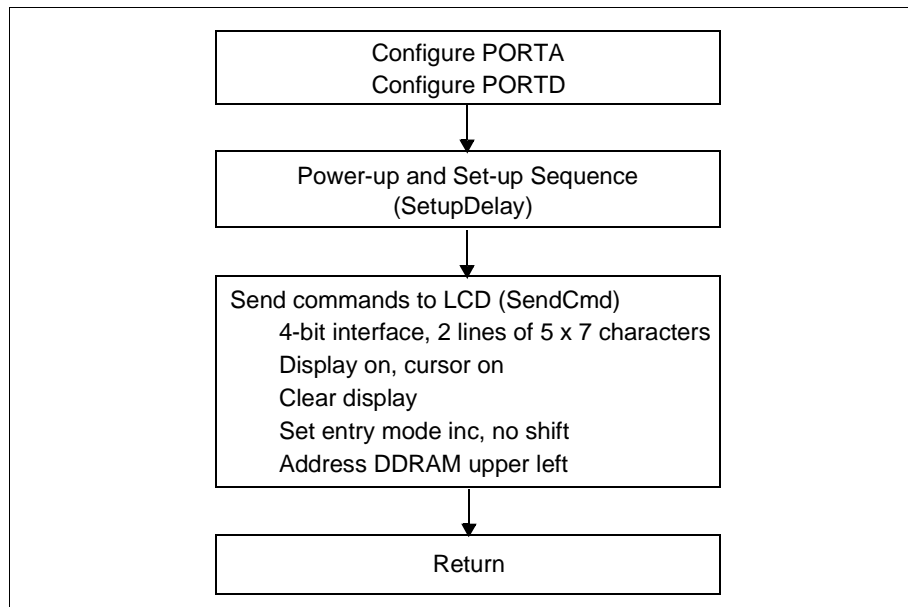 Configure PORTA
Configure PORTD
Power-up and Set-up Sequence
(SetupDelay)
Send commands to LCD (SendCmd)
4-bit interface, 2 lines of 5 x 7 characters
Display on, cursor on
Clear display
Set entry mode inc, no shift
Address DDRAM upper left
Return